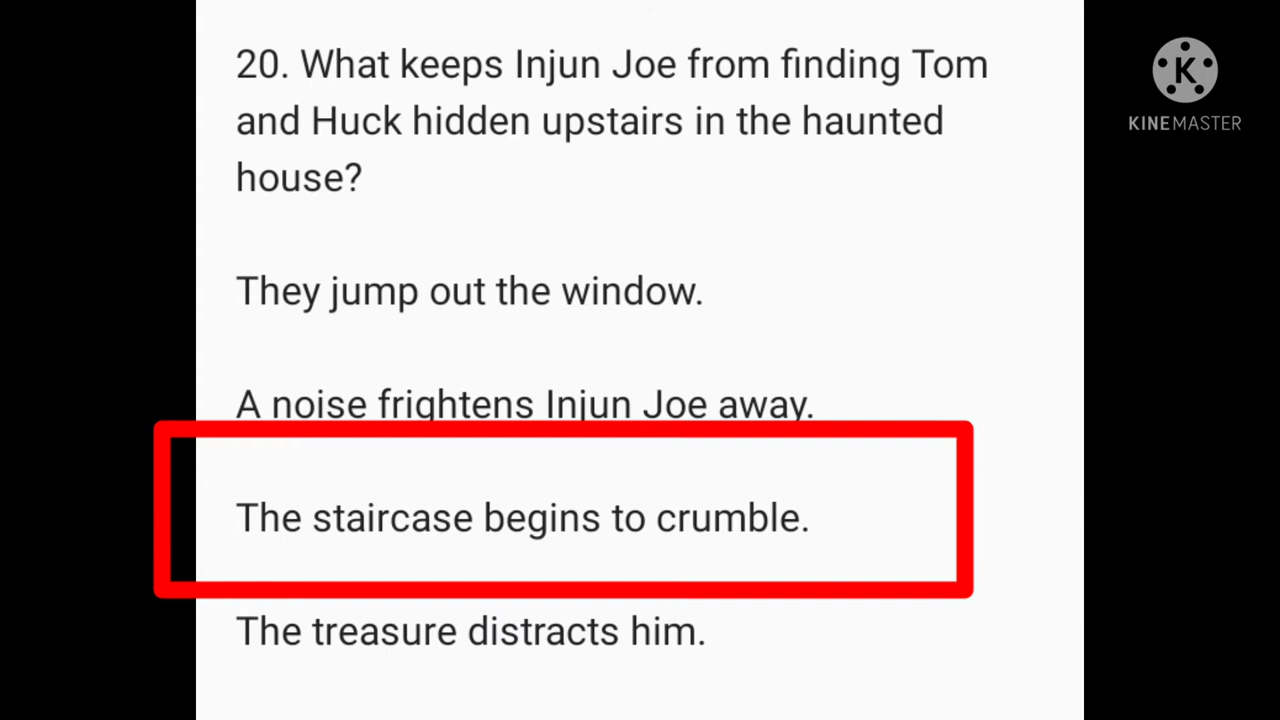 20. What keeps Injun Joe from finding Tom
and Huck hidden upstairs in the haunted
house?
They jump out the window.
A noise frightens Injun Joe away.
The staircase begins to crumble.
The treasure distracts him.
K
KINEMASTER